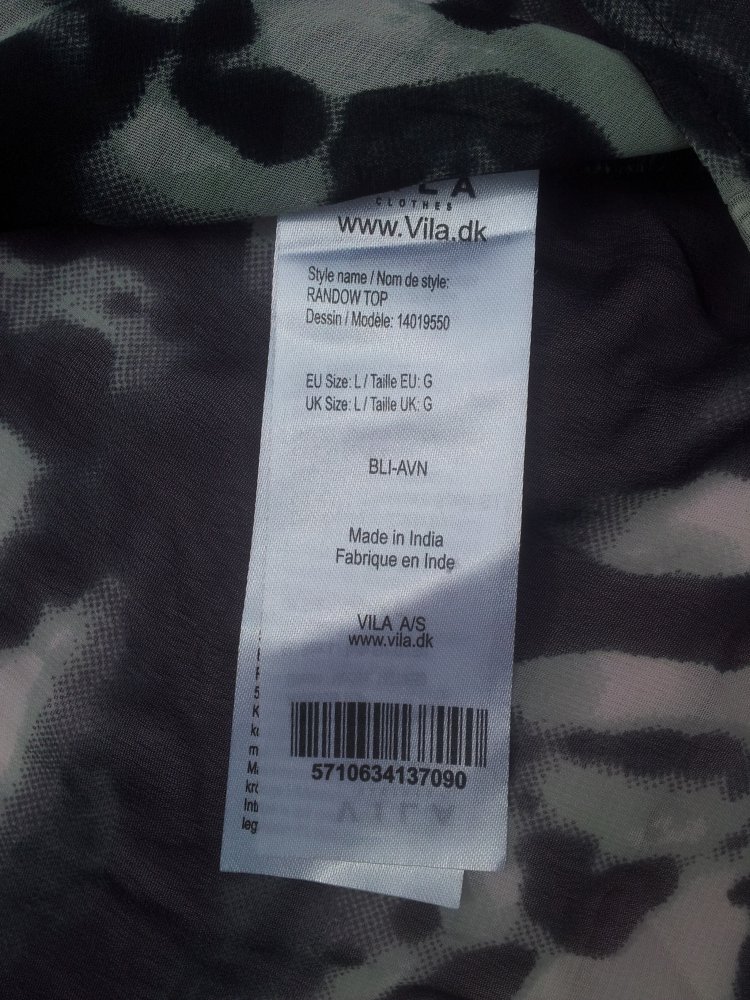 CLOTHES
www.Vila.dk
Style name / Nom de style:
RANDOW TOP
Dessin / Modèle: 14019550
EU Size: L / Taille EU: G
UK Size: L / Taille UK: G
BLI-AVN
Made in India
Fabrique en Inde
VILA A/S
www.vila.dk
5710634137090